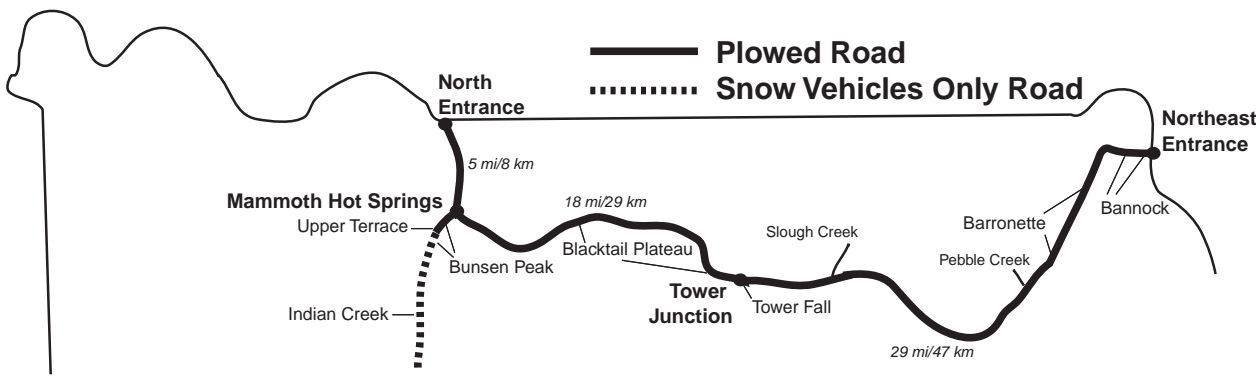 Plowed Road
Snow Vehicles Only Road
North
Entrance
Northeast
Entrance
5 mi/8 km
Mammoth Hot Springs
18 mi/29 km
Upper Terrace
Bannock
Barronette
Slough Creek
Blacktail Plateau
Bunsen Peak
Pebble Creek
Tower
Junction
Tower Fall
Indian Creek
29 mi/47 km